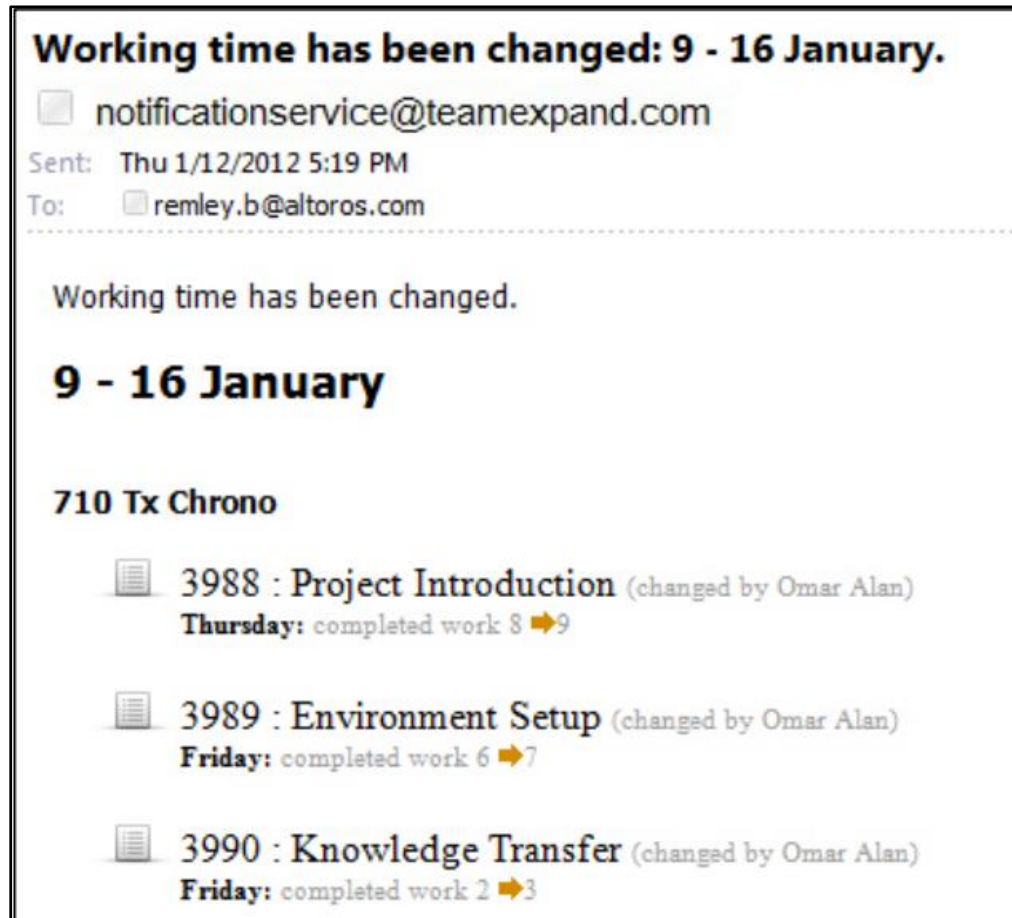 Working time has been changed: 9 - 16 January.
notificationservice@teamexpand.com
Sent: Thu 1/12/2012 5:19 PM
To: remley.b@altoros.com
Working time has been changed.
9 - 16 January
710 Tx Chrono
3988 : Project Introduction (changed by Omar Alan)
Thursday: completed work 8 ➡9
3989 : Environment Setup (changed by Omar Alan)
Friday: completed work 6 ➡7
3990 : Knowledge Transfer (changed by Omar Alan)
Friday: completed work 2 ➡3